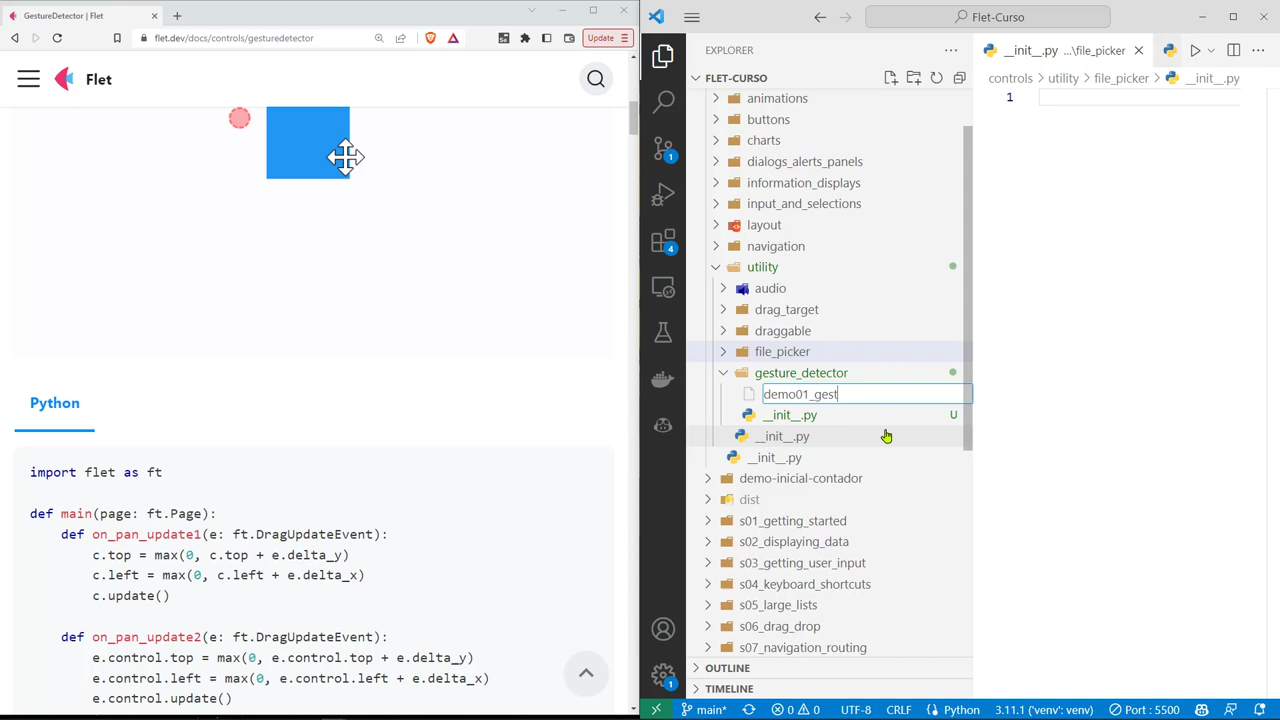 GestureDetector | Flet
flet.dev/docs/controls/gesturedetector
Update
Flet
Python
import flet as ft
def main(page: ft.Page):
def on_pan_update1(e: ft.DragUpdateEvent):
c.top = max(0, c.top + e.delta_y)
c.left = max(0, c.left + e.delta_x)
c.update()
def on_pan_update2(e: ft.DragUpdateEvent):
e.control.top = max(0, e.control.top + e.delta_y)
e.control.left = max(0, e.control.left + e.delta_x)
e.control.update()
Flet-Curso
1
4
1
EXPLORER
FLET-CURSO
animations
buttons
charts
dialogs_alerts_panels
information_displays
input_and_selections
layout
navigation
utility
audio
drag_target
draggable
file_picker
gesture_detector
demo01_gest
__init__.py U
__init__.py
__init__.py
demo-inicial-contador
dist
s01_getting_started
s02_displaying_data
s03_getting_user_input
s04_keyboard_shortcuts
s05_large_lists
s06_drag_drop
s07_navigation_routing
OUTLINE
TIMELINE
__init__.py ...\file_picker
controls > utility > file_picker > __init__.py
1
main* 0 0 UTF-8 CRLF Python 3.11.1 ('venv': venv) Port : 5500